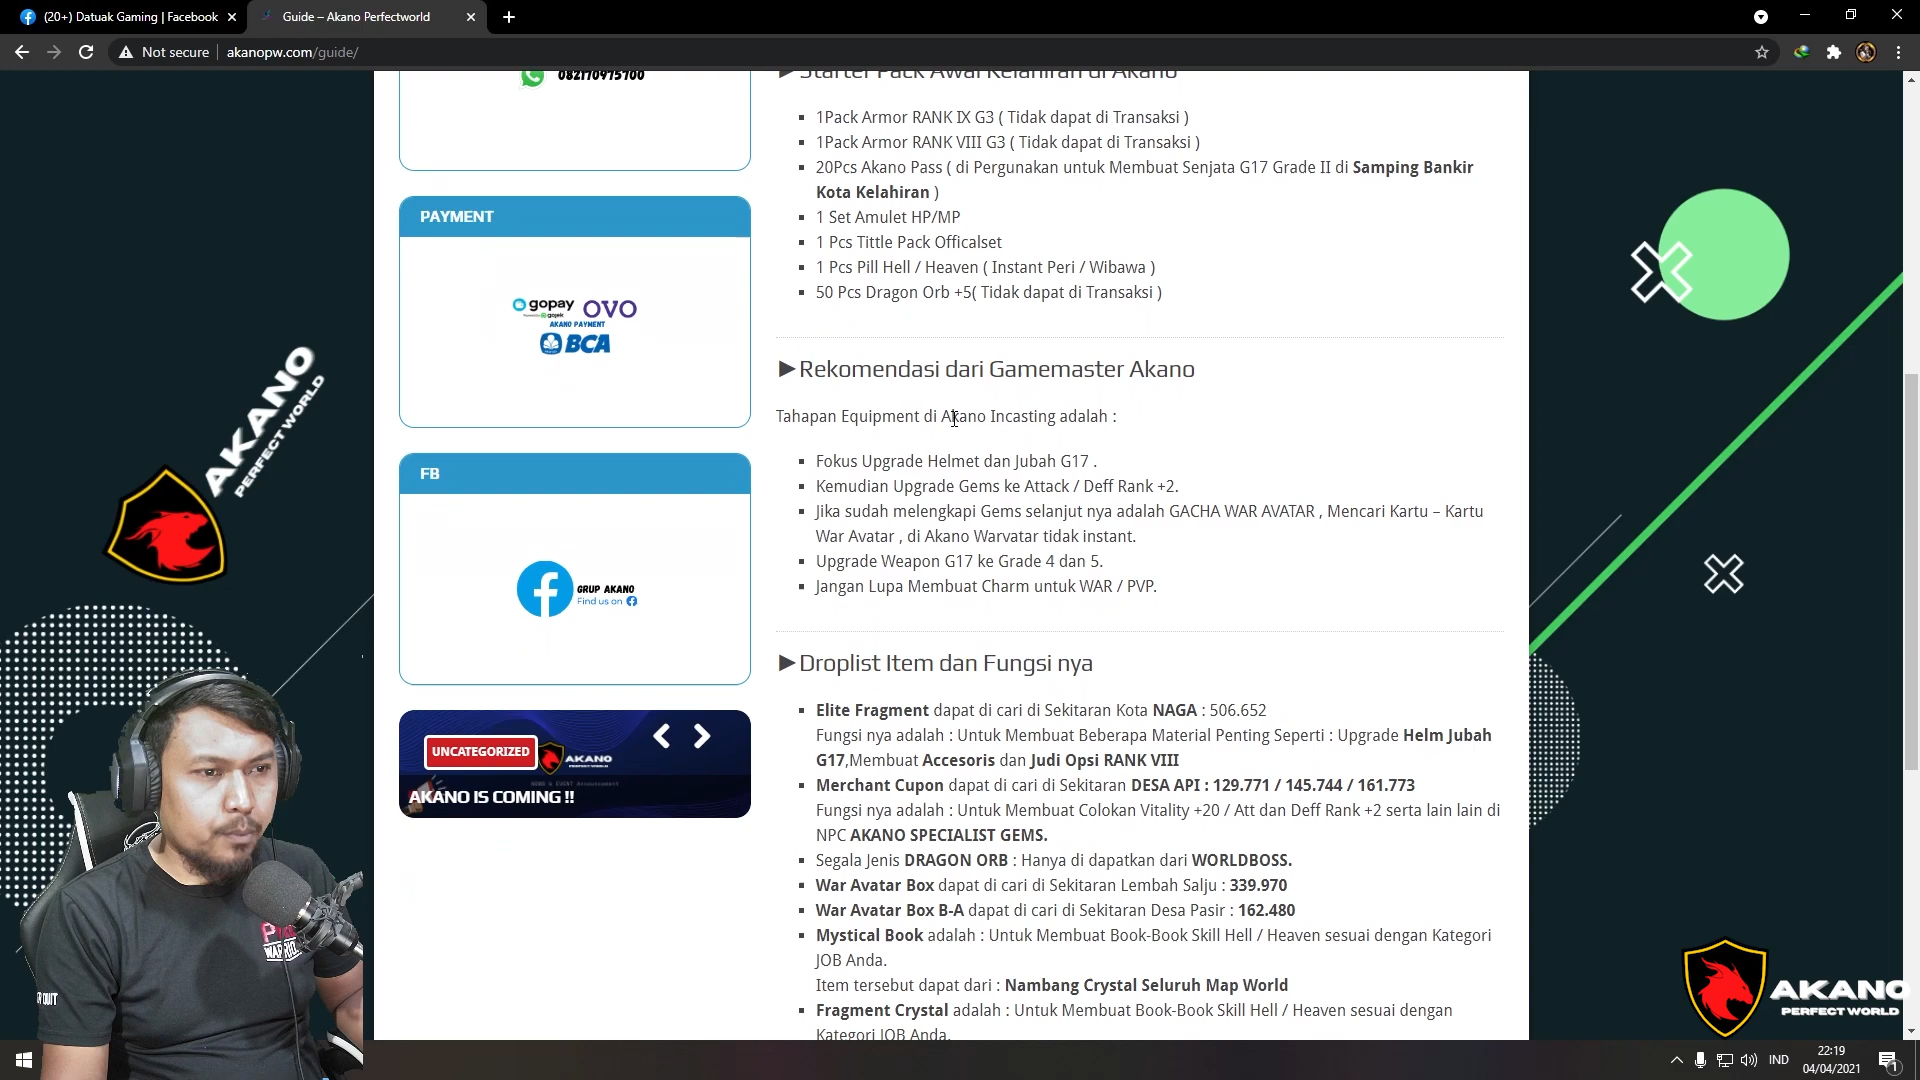 (20+) Datuak Gaming | Facebook
Guide – Akano Perfectworld
Not secure
akanopw.com/guide/
082170975700
PAYMENT
gopay
OVO
AKANO PAYMENT
BCA
FB
GRUP AKANO
Find us on
UNCATEGORIZED
AKANO
AKANO IS COMING !!
►Starter Pack Awal Kelahiran di Akano
1Pack Armor RANK IX G3 ( Tidak dapat di Transaksi )
1Pack Armor RANK VIII G3 ( Tidak dapat di Transaksi )
20Pcs Akano Pass ( di Pergunakan untuk Membuat Senjata G17 Grade II di Samping Bankir
Kota Kelahiran )
1 Set Amulet HP/MP
1 Pcs Tittle Pack Officalset
1 Pcs Pill Hell / Heaven ( Instant Peri / Wibawa )
50 Pcs Dragon Orb +5( Tidak dapat di Transaksi )
►Rekomendasi dari Gamemaster Akano
Tahapan Equipment di Akano Incasting adalah :
Fokus Upgrade Helmet dan Jubah G17 .
Kemudian Upgrade Gems ke Attack / Deff Rank +2.
Jika sudah melengkapi Gems selanjut nya adalah GACHA WAR AVATAR , Mencari Kartu – Kartu
War Avatar , di Akano Warvatar tidak instant.
Upgrade Weapon G17 ke Grade 4 dan 5.
Jangan Lupa Membuat Charm untuk WAR / PVP.
►Droplist Item dan Fungsi nya
Elite Fragment dapat di cari di Sekitaran Kota NAGA : 506.652
Fungsi nya adalah : Untuk Membuat Beberapa Material Penting Seperti : Upgrade Helm Jubah
G17,Membuat Accesoris dan Judi Opsi RANK VIII
Merchant Cupon dapat di cari di Sekitaran DESA API : 129.771 / 145.744 / 161.773
Fungsi nya adalah : Untuk Membuat Colokan Vitality +20 / Att dan Deff Rank +2 serta lain lain di
NPC AKANO SPECIALIST GEMS.
Segala Jenis DRAGON ORB : Hanya di dapatkan dari WORLDBOSS.
War Avatar Box dapat di cari di Sekitaran Lembah Salju : 339.970
War Avatar Box B-A dapat di cari di Sekitaran Desa Pasir : 162.480
Mystical Book adalah : Untuk Membuat Book-Book Skill Hell / Heaven sesuai dengan Kategori
JOB Anda.
Item tersebut dapat dari : Nambang Crystal Seluruh Map World
Fragment Crystal adalah : Untuk Membuat Book-Book Skill Hell / Heaven sesuai dengan
Kategori JOB Anda.
AKANO
PERFECT WORLD
AKANO
PERFECT WORLD
IND
22:19
04/04/2021
1